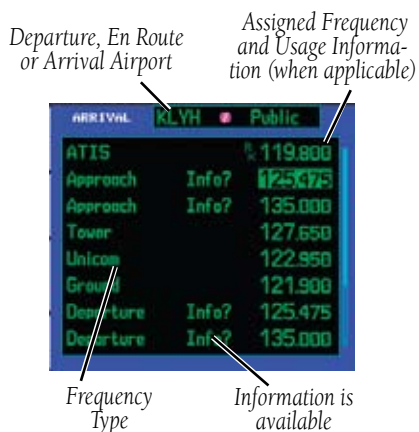 Departure, En Route
or Arrival Airport
Assigned Frequency
and Usage Informa-
tion (when applicable)
ARRIVAL KLYH Public
ATIS 119.800
Approach Info? 125.475
Approach Info? 135.000
Tower 127.650
Unicom 122.950
Ground 121.900
Departure Info? 125.475
Departure Info? 135.000
Frequency
Type
Information is
available